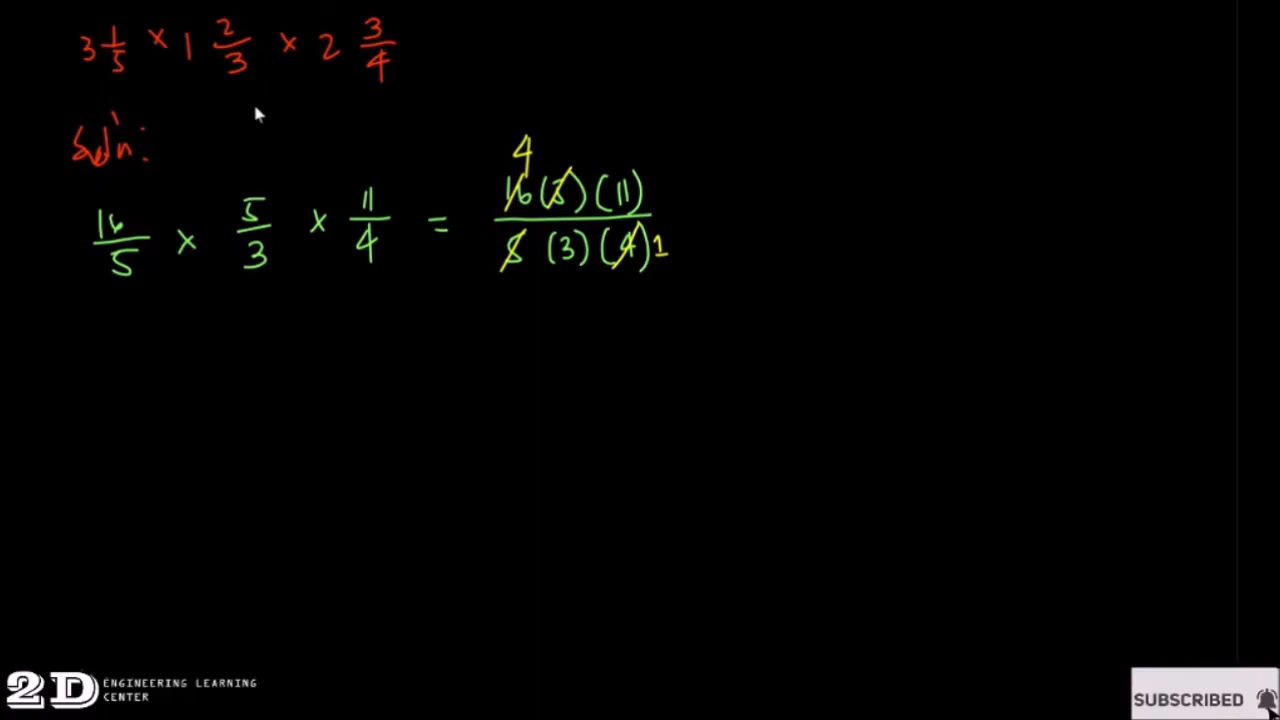 3 1/5 × 1 2/3 × 2 3/4
Sol'n:
4
16/5 × 5/3 × 11/4 = 16(5)(11)/5(3)(4) 1
2D ENGINEERING LEARNING
CENTER
SUBSCRIBED